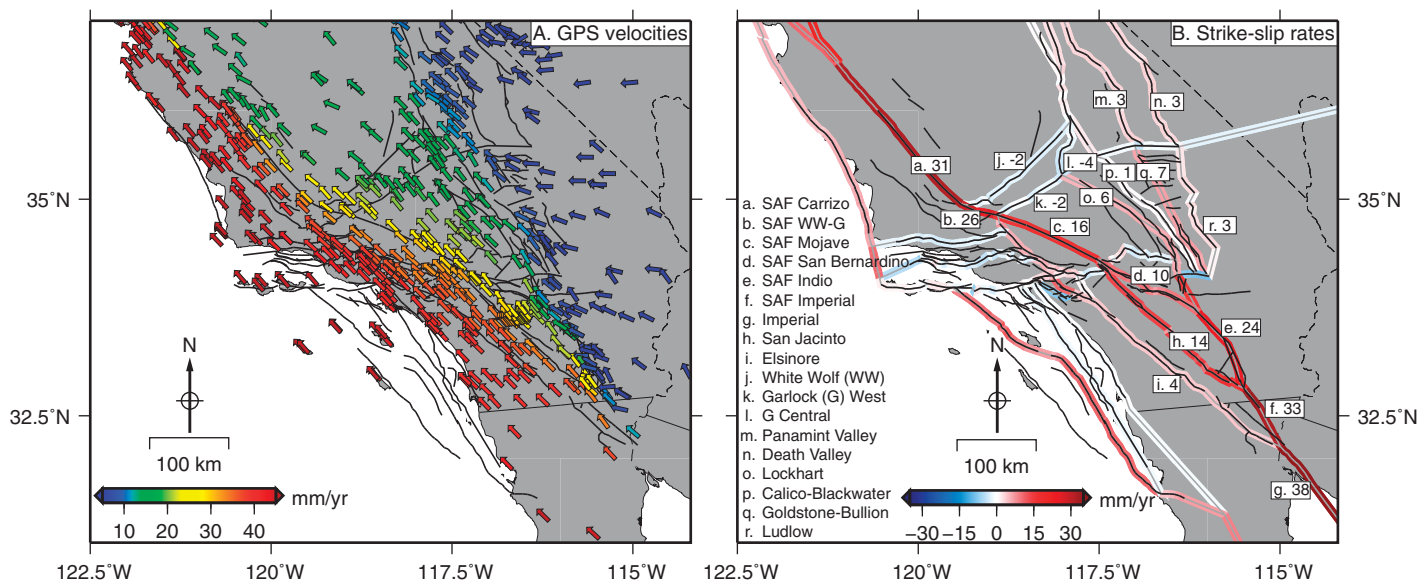 A. GPS velocities
N
100 km
mm/yr
10 20 30 40
35˚N
32.5˚N
122.5˚W 120˚W 117.5˚W 115˚W
B. Strike-slip rates
m. 3
n. 3
a. 31
j. -2
l. -4
p. 1
q. 7
k. -2
o. 6
b. 26
c. 16
r. 3
d. 10
e. 24
h. 14
i. 4
f. 33
g. 38
a. SAF Carrizo
b. SAF WW-G
c. SAF Mojave
d. SAF San Bernardino
e. SAF Indio
f. SAF Imperial
g. Imperial
h. San Jacinto
i. Elsinore
j. White Wolf (WW)
k. Garlock (G) West
l. G Central
m. Panamint Valley
n. Death Valley
o. Lockhart
p. Calico-Blackwater
q. Goldstone-Bullion
r. Ludlow
N
100 km
mm/yr
−30 −15 0 15 30
35˚N
32.5˚N
120˚W 117.5˚W 115˚W